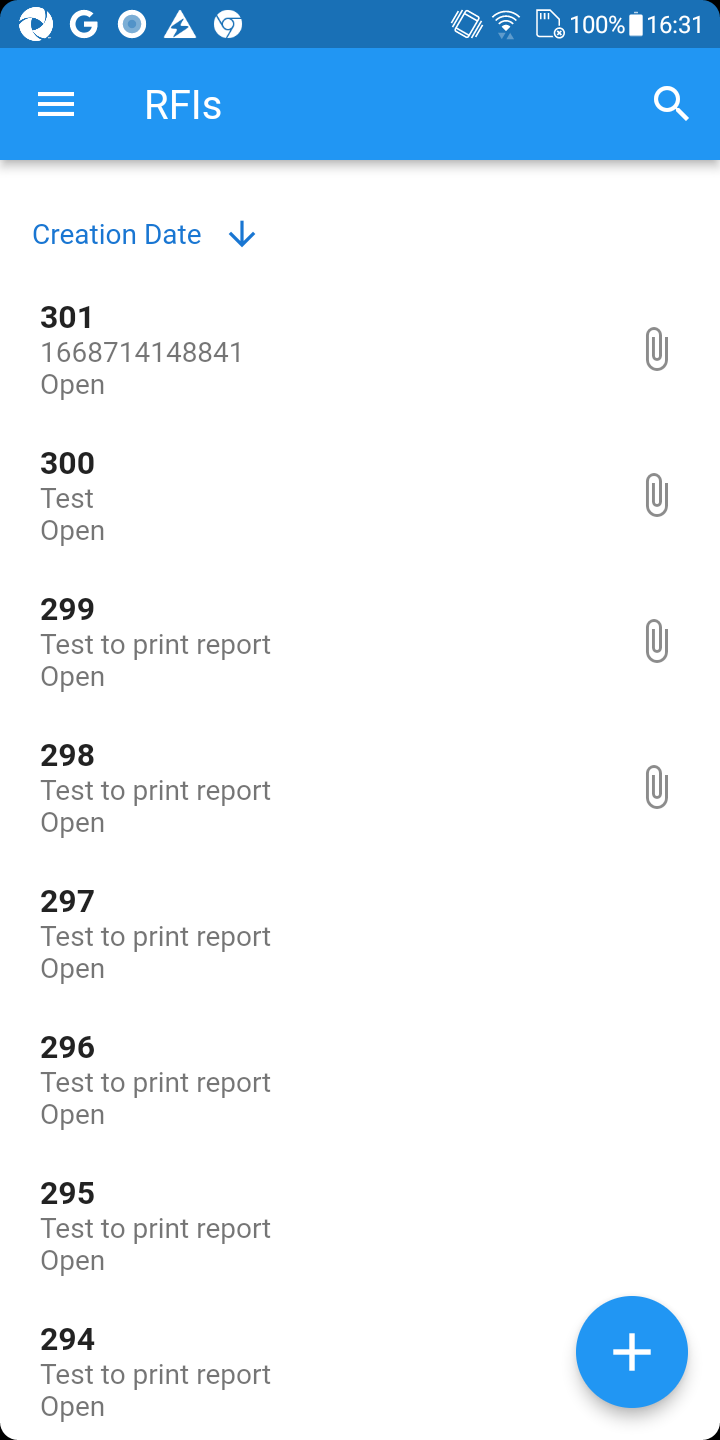 100% 16:31
RFIs
Creation Date
301
1668714148841
Open
300
Test
Open
299
Test to print report
Open
298
Test to print report
Open
297
Test to print report
Open
296
Test to print report
Open
295
Test to print report
Open
294
Test to print report
Open